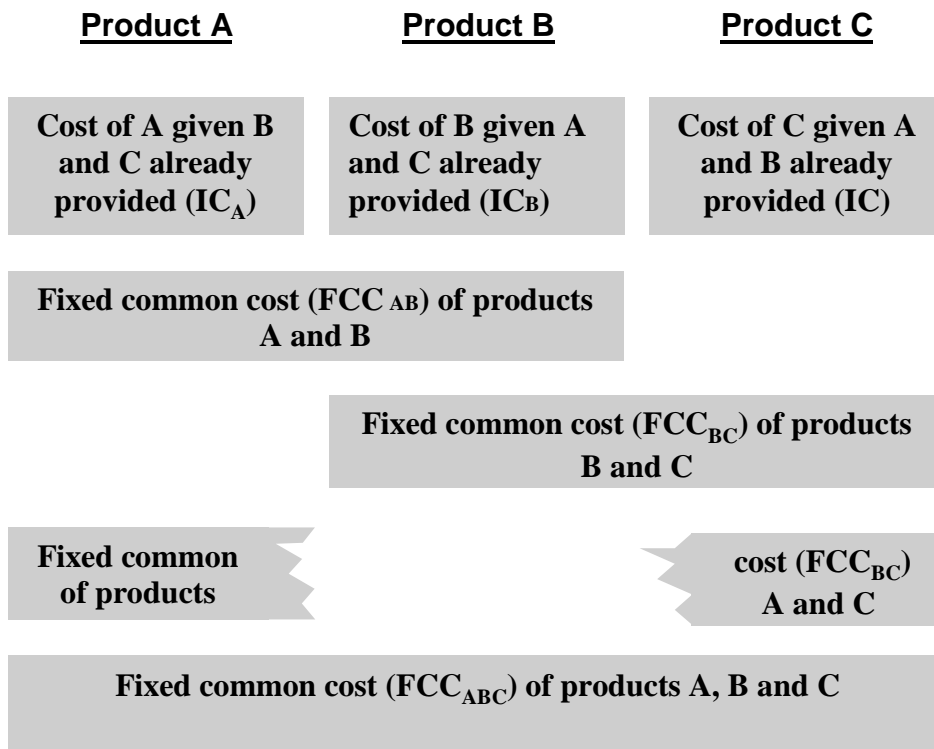 Product A
Product B
Product C
Cost of A given B
and C already
provided (IC_A)
Cost of B given A
and C already
provided (ICB)
Cost of C given A
and B already
provided (IC)
Fixed common cost (FCC AB) of products
A and B
Fixed common cost (FCC_BC) of products
B and C
Fixed common
of products
cost (FCC_BC)
A and C
Fixed common cost (FCC_ABC) of products A, B and C